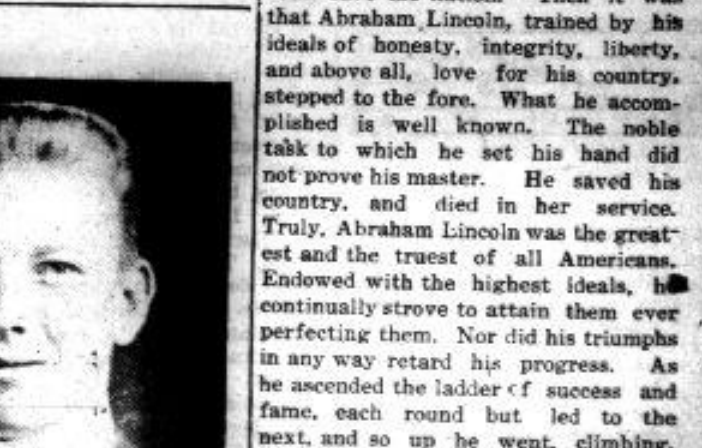 that Abraham Lincoln, trained by his
ideals of honesty, integrity, liberty,
and above all, love for his country,
stepped to the fore. What he accom-
plished is well known. The noble
task to which he set his hand did
not prove his master. He saved his
country, and died in her service.
Truly, Abraham Lincoln was the great-
est and the truest of all Americans.
Endowed with the highest ideals, he
continually strove to attain them ever
perfecting them. Nor did his triumphs
in any way retard his progress. As
he ascended the ladder of success and
fame, each round but led to the
next, and so up he went, climbing,